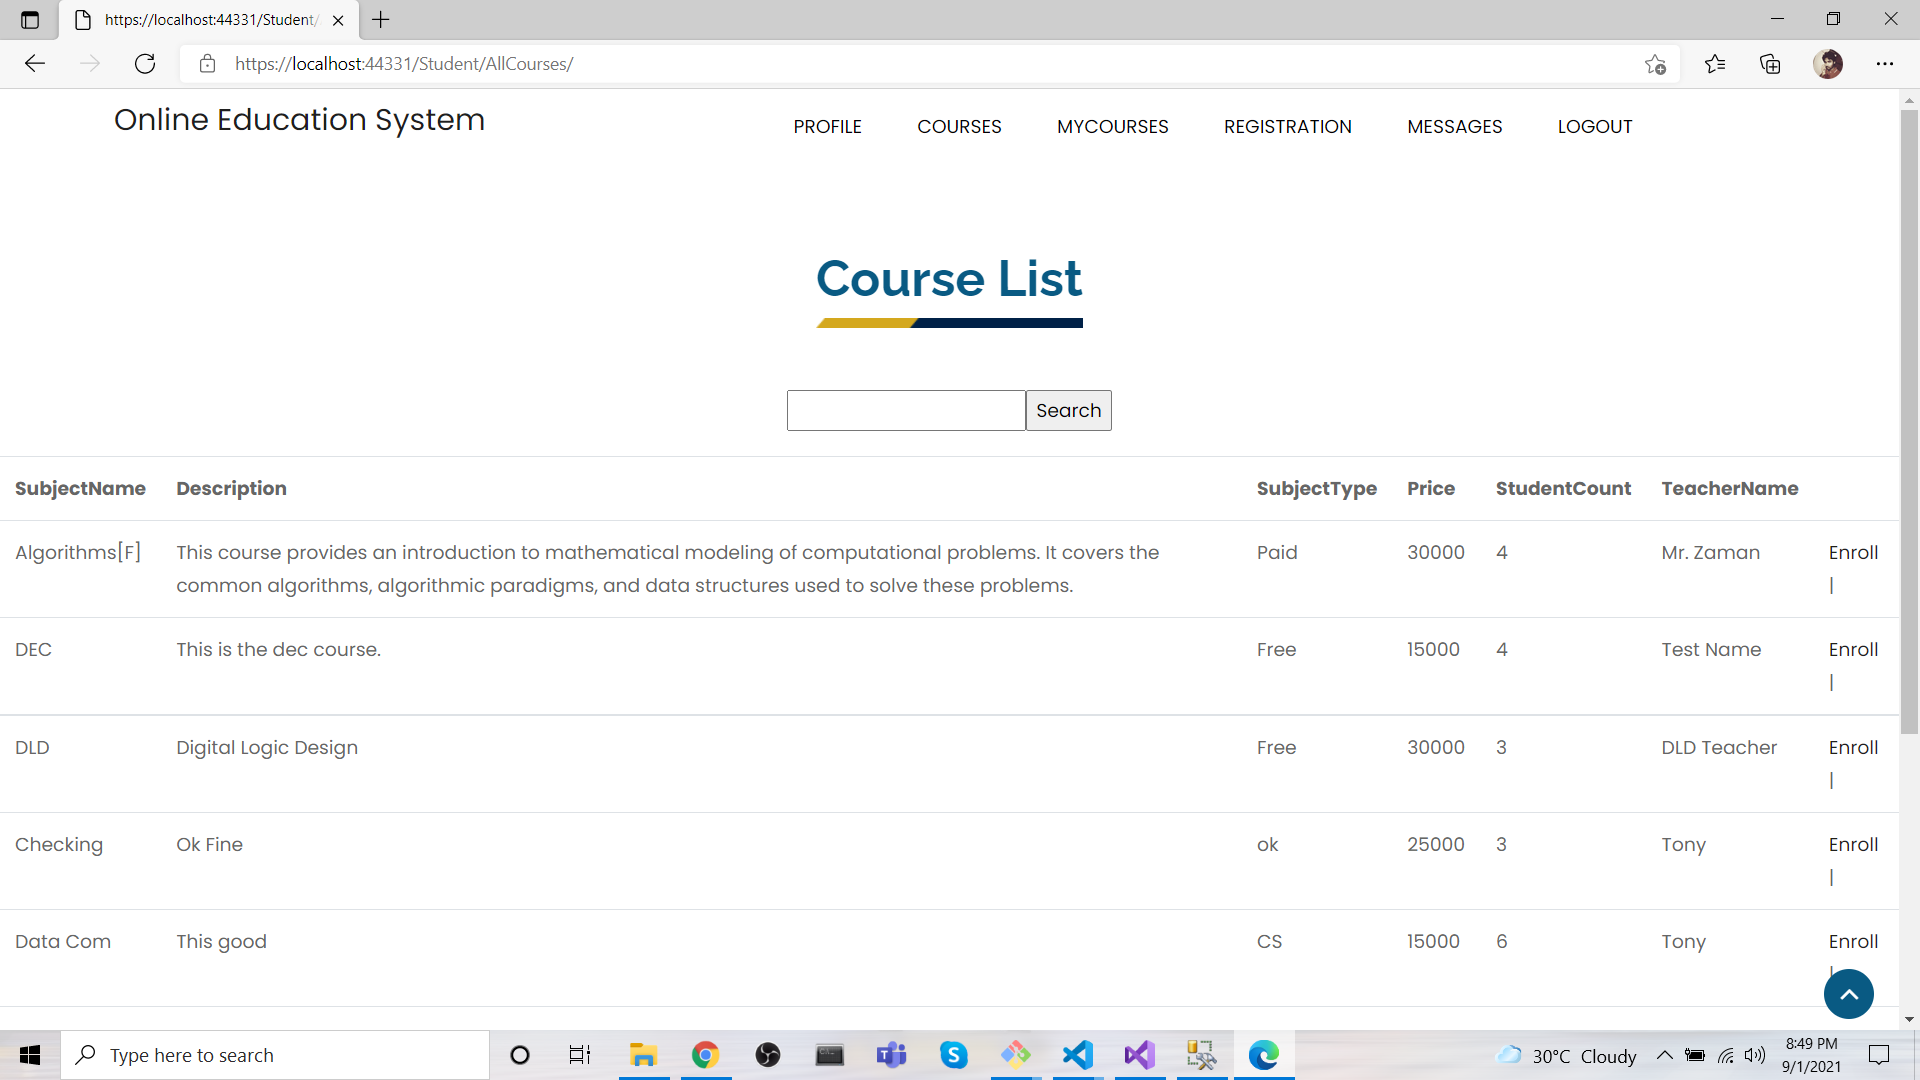 https://localhost:44331/Student/
https://localhost:44331/Student/AllCourses/
Online Education System
PROFILE COURSES MYCOURSES REGISTRATION MESSAGES LOGOUT
Course List
Search
SubjectName Description SubjectType Price StudentCount TeacherName
Algorithms[F] This course provides an introduction to mathematical modeling of computational problems. It covers the Paid 30000 4 Mr. Zaman Enroll
common algorithms, algorithmic paradigms, and data structures used to solve these problems. |
DEC This is the dec course. Free 15000 4 Test Name Enroll
|
DLD Digital Logic Design Free 30000 3 DLD Teacher Enroll
|
Checking Ok Fine ok 25000 3 Tony Enroll
|
Data Com This good CS 15000 6 Tony Enroll
|
Type here to search
30°C Cloudy
8:49 PM
9/1/2021